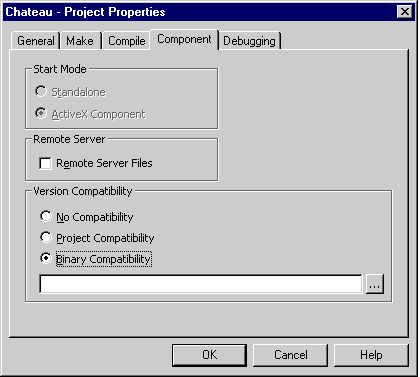 Chateau - Project Properties
General Make Compile Component Debugging
Start Mode
Standalone
ActiveX Component
Remote Server
Remote Server Files
Version Compatibility
No Compatibility
Project Compatibility
Binary Compatibility
...
OK Cancel Help